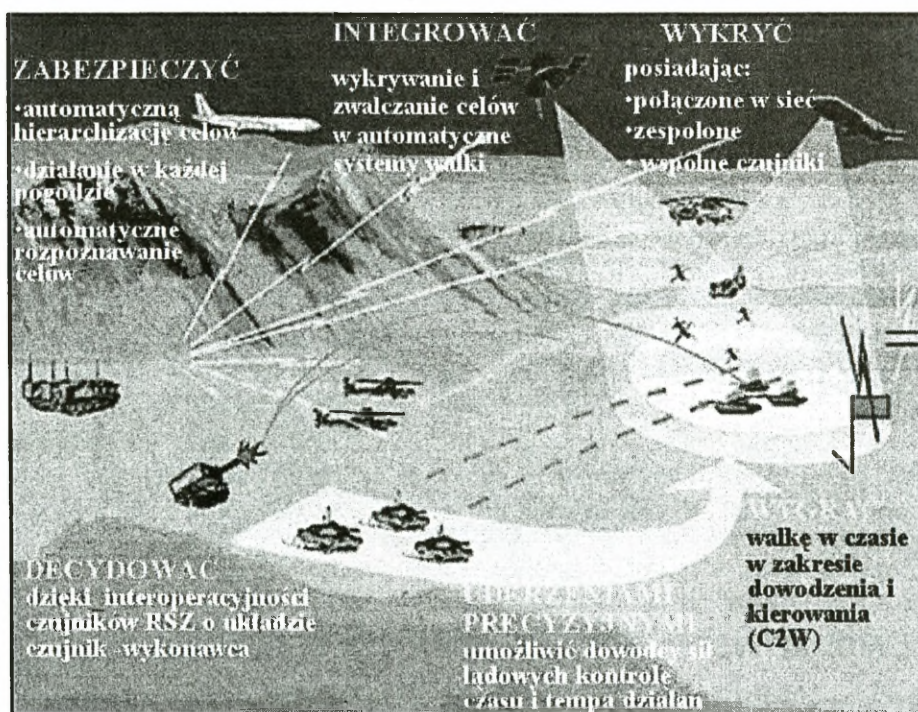 ZABEZPIECZYĆ
•automatyczną
hierarchizację celów
•działanie w każdej
pogodzie
•automatyczne
rozpoznawanie
celów
INTEGROWAĆ
wykrywanie i
zwalczanie celów
w automatyczne
systemy walki
WYKRYĆ
posiadając:
•połączone w sieć
•zespolone
• wspólne czujniki
DECYDOWAĆ
dzięki interoperacyjności
czujników RSZ o układzie
czujnik -wykonawca
UDERZENIAMI
PRECYZYJNYMI
umożliwić dowódcy sił
lądowych kontrolę
czasu i tempa działań
WYGRAĆ
walkę w czasie
w zakresie
dowodzenia i
kierowania
(C2W)